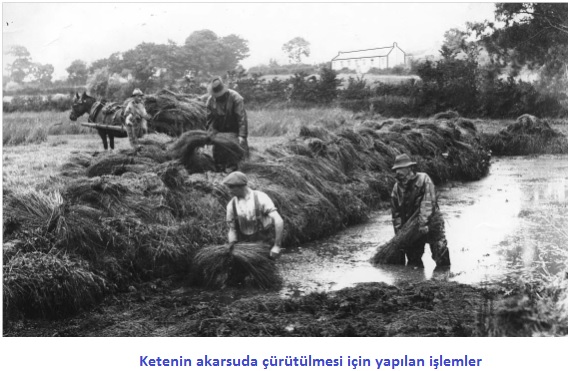 Ketenin akarsuda çürütülmesi için yapılan işlemler